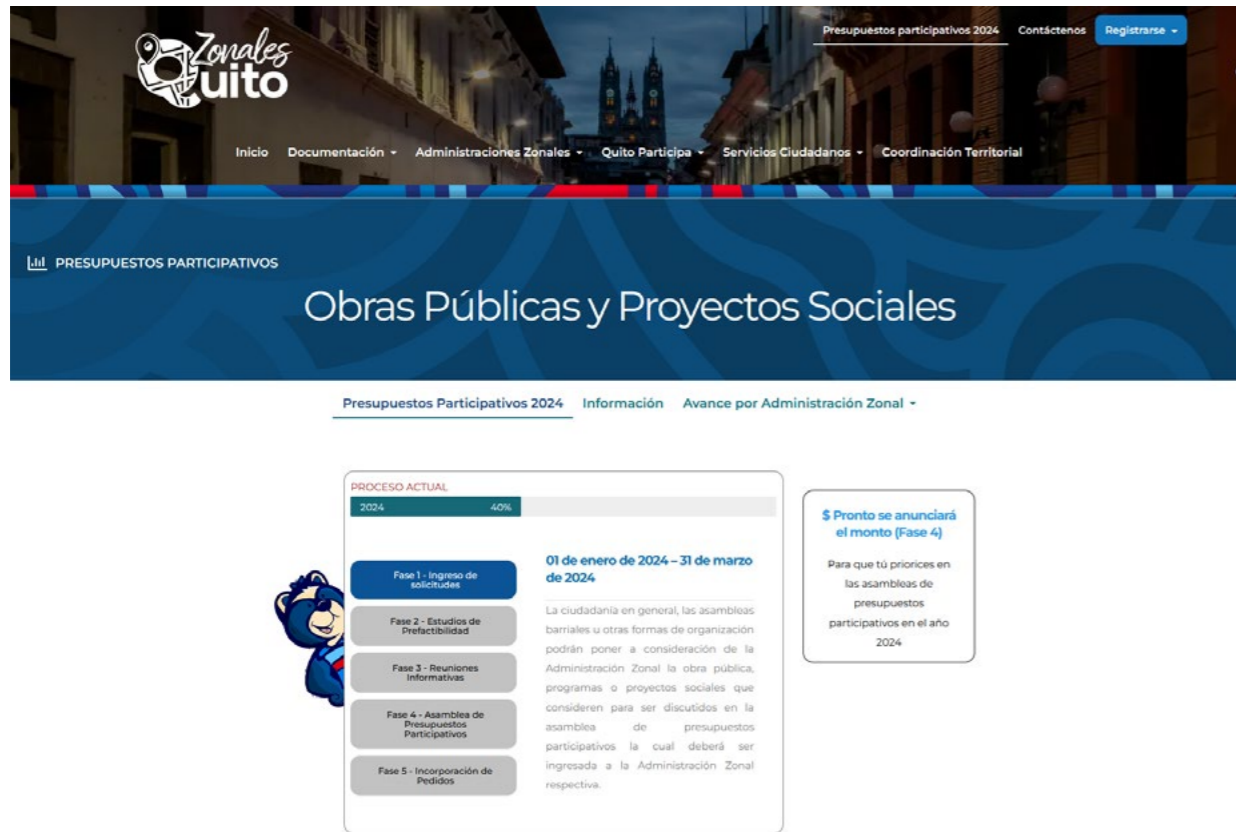 Presupuestos participativos 2024 Contáctenos Registrarse
Zonales
Quito
Inicio Documentación Administraciones Zonales Quito Participa Servicios Ciudadanos Coordinación Territorial
PRESUPUESTOS PARTICIPATIVOS
Obras Públicas y Proyectos Sociales
Presupuestos Participativos 2024 Información Avance por Administración Zonal
PROCESO ACTUAL
2024 40%
Fase 1 - Ingreso de
solicitudes
Fase 2 - Estudios de
Prefactibilidad
Fase 3 - Reuniones
Informativas
Fase 4 - Asamblea de
Presupuestos
Participativos
Fase 5 - Incorporación de
Pedidos
01 de enero de 2024 – 31 de marzo
de 2024
La ciudadanía en general, las asambleas
barriales u otras formas de organización
podrán poner a consideración de la
Administración Zonal la obra pública,
programas o proyectos sociales que
consideren para ser discutidos en la
asamblea de presupuestos
participativos la cual deberá ser
ingresada a la Administración Zonal
respectiva.
$ Pronto se anunciará
el monto (Fase 4)
Para que tú priorices en
las asambleas de
presupuestos
participativos en el año
2024